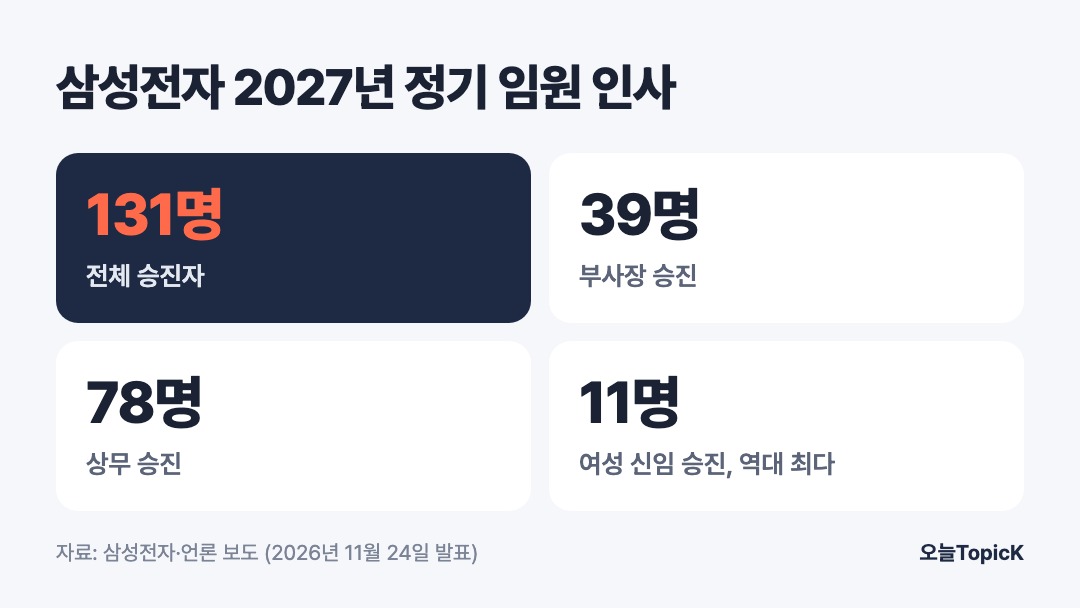 삼성전자 2027년 정기 임원 인사
131명
전체 승진자
39명
부사장 승진
78명
상무 승진
11명
여성 신임 승진, 역대 최다
자료: 삼성전자·언론 보도 (2026년 11월 24일 발표)
오늘TopicK